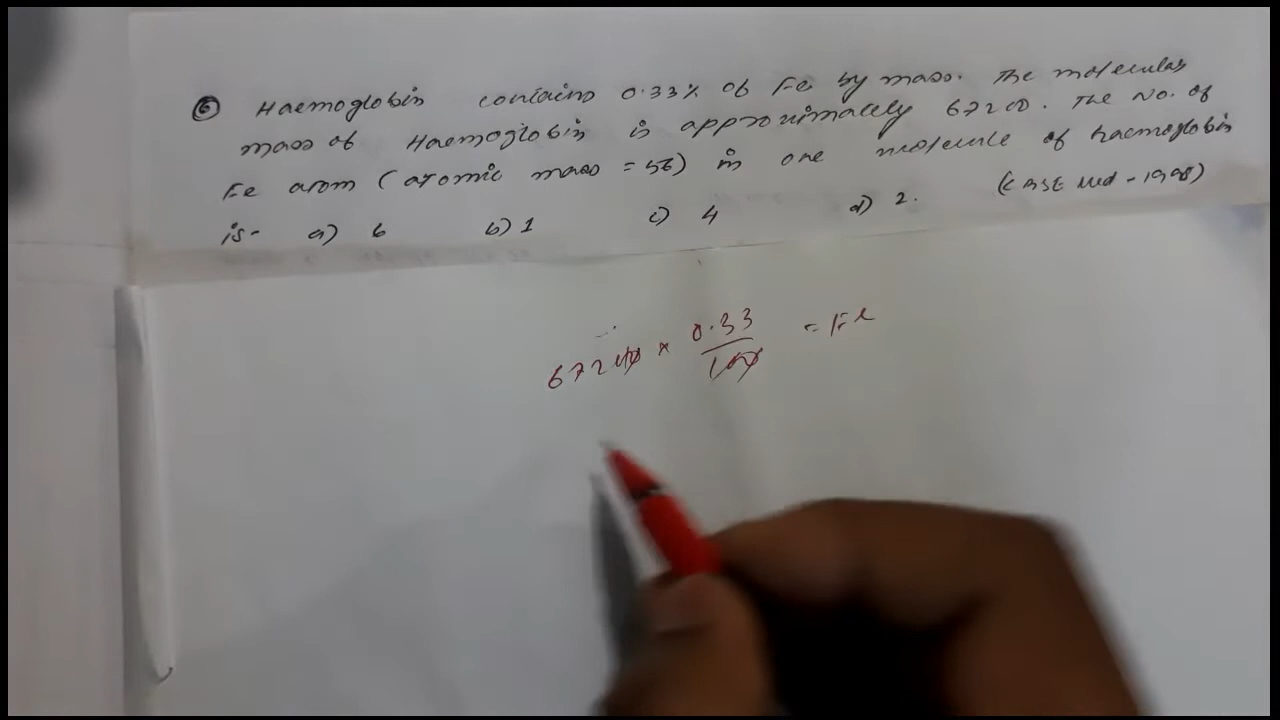 6 Haemoglobin contains 0.33% of Fe by mass. The molecular
mass of Haemoglobin is approximately 67200. The No. of
Fe atom (atomic mass = 56) in one molecule of haemoglobin
is- a) 6 b) 1 c) 4 d) 2. (CBSE Med - 1998)
67200 × 0.33/100 = Fe